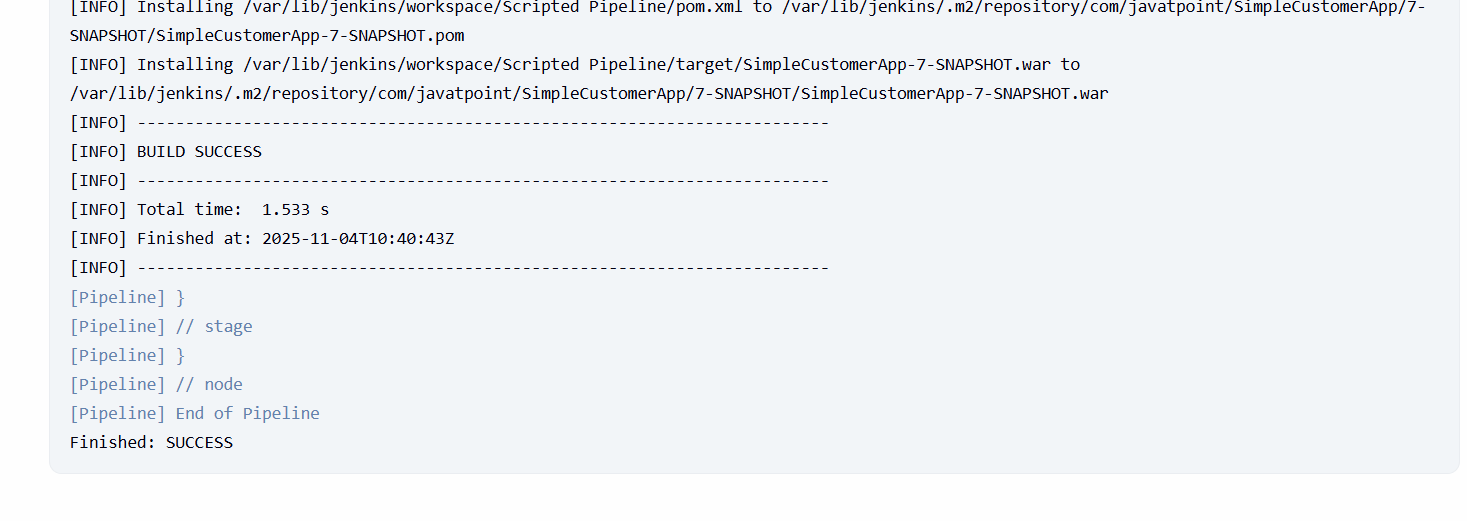 [INFO] Installing /var/lib/jenkins/workspace/Scripted Pipeline/pom.xml to /var/lib/jenkins/.m2/repository/com/javatpoint/SimpleCustomerApp/7-
SNAPSHOT/SimpleCustomerApp-7-SNAPSHOT.pom
[INFO] Installing /var/lib/jenkins/workspace/Scripted Pipeline/target/SimpleCustomerApp-7-SNAPSHOT.war to
/var/lib/jenkins/.m2/repository/com/javatpoint/SimpleCustomerApp/7-SNAPSHOT/SimpleCustomerApp-7-SNAPSHOT.war
[INFO] ------------------------------------------------------------------------
[INFO] BUILD SUCCESS
[INFO] ------------------------------------------------------------------------
[INFO] Total time:  1.533 s
[INFO] Finished at: 2025-11-04T10:40:43Z
[INFO] ------------------------------------------------------------------------
[Pipeline] }
[Pipeline] // stage
[Pipeline] }
[Pipeline] // node
[Pipeline] End of Pipeline
Finished: SUCCESS